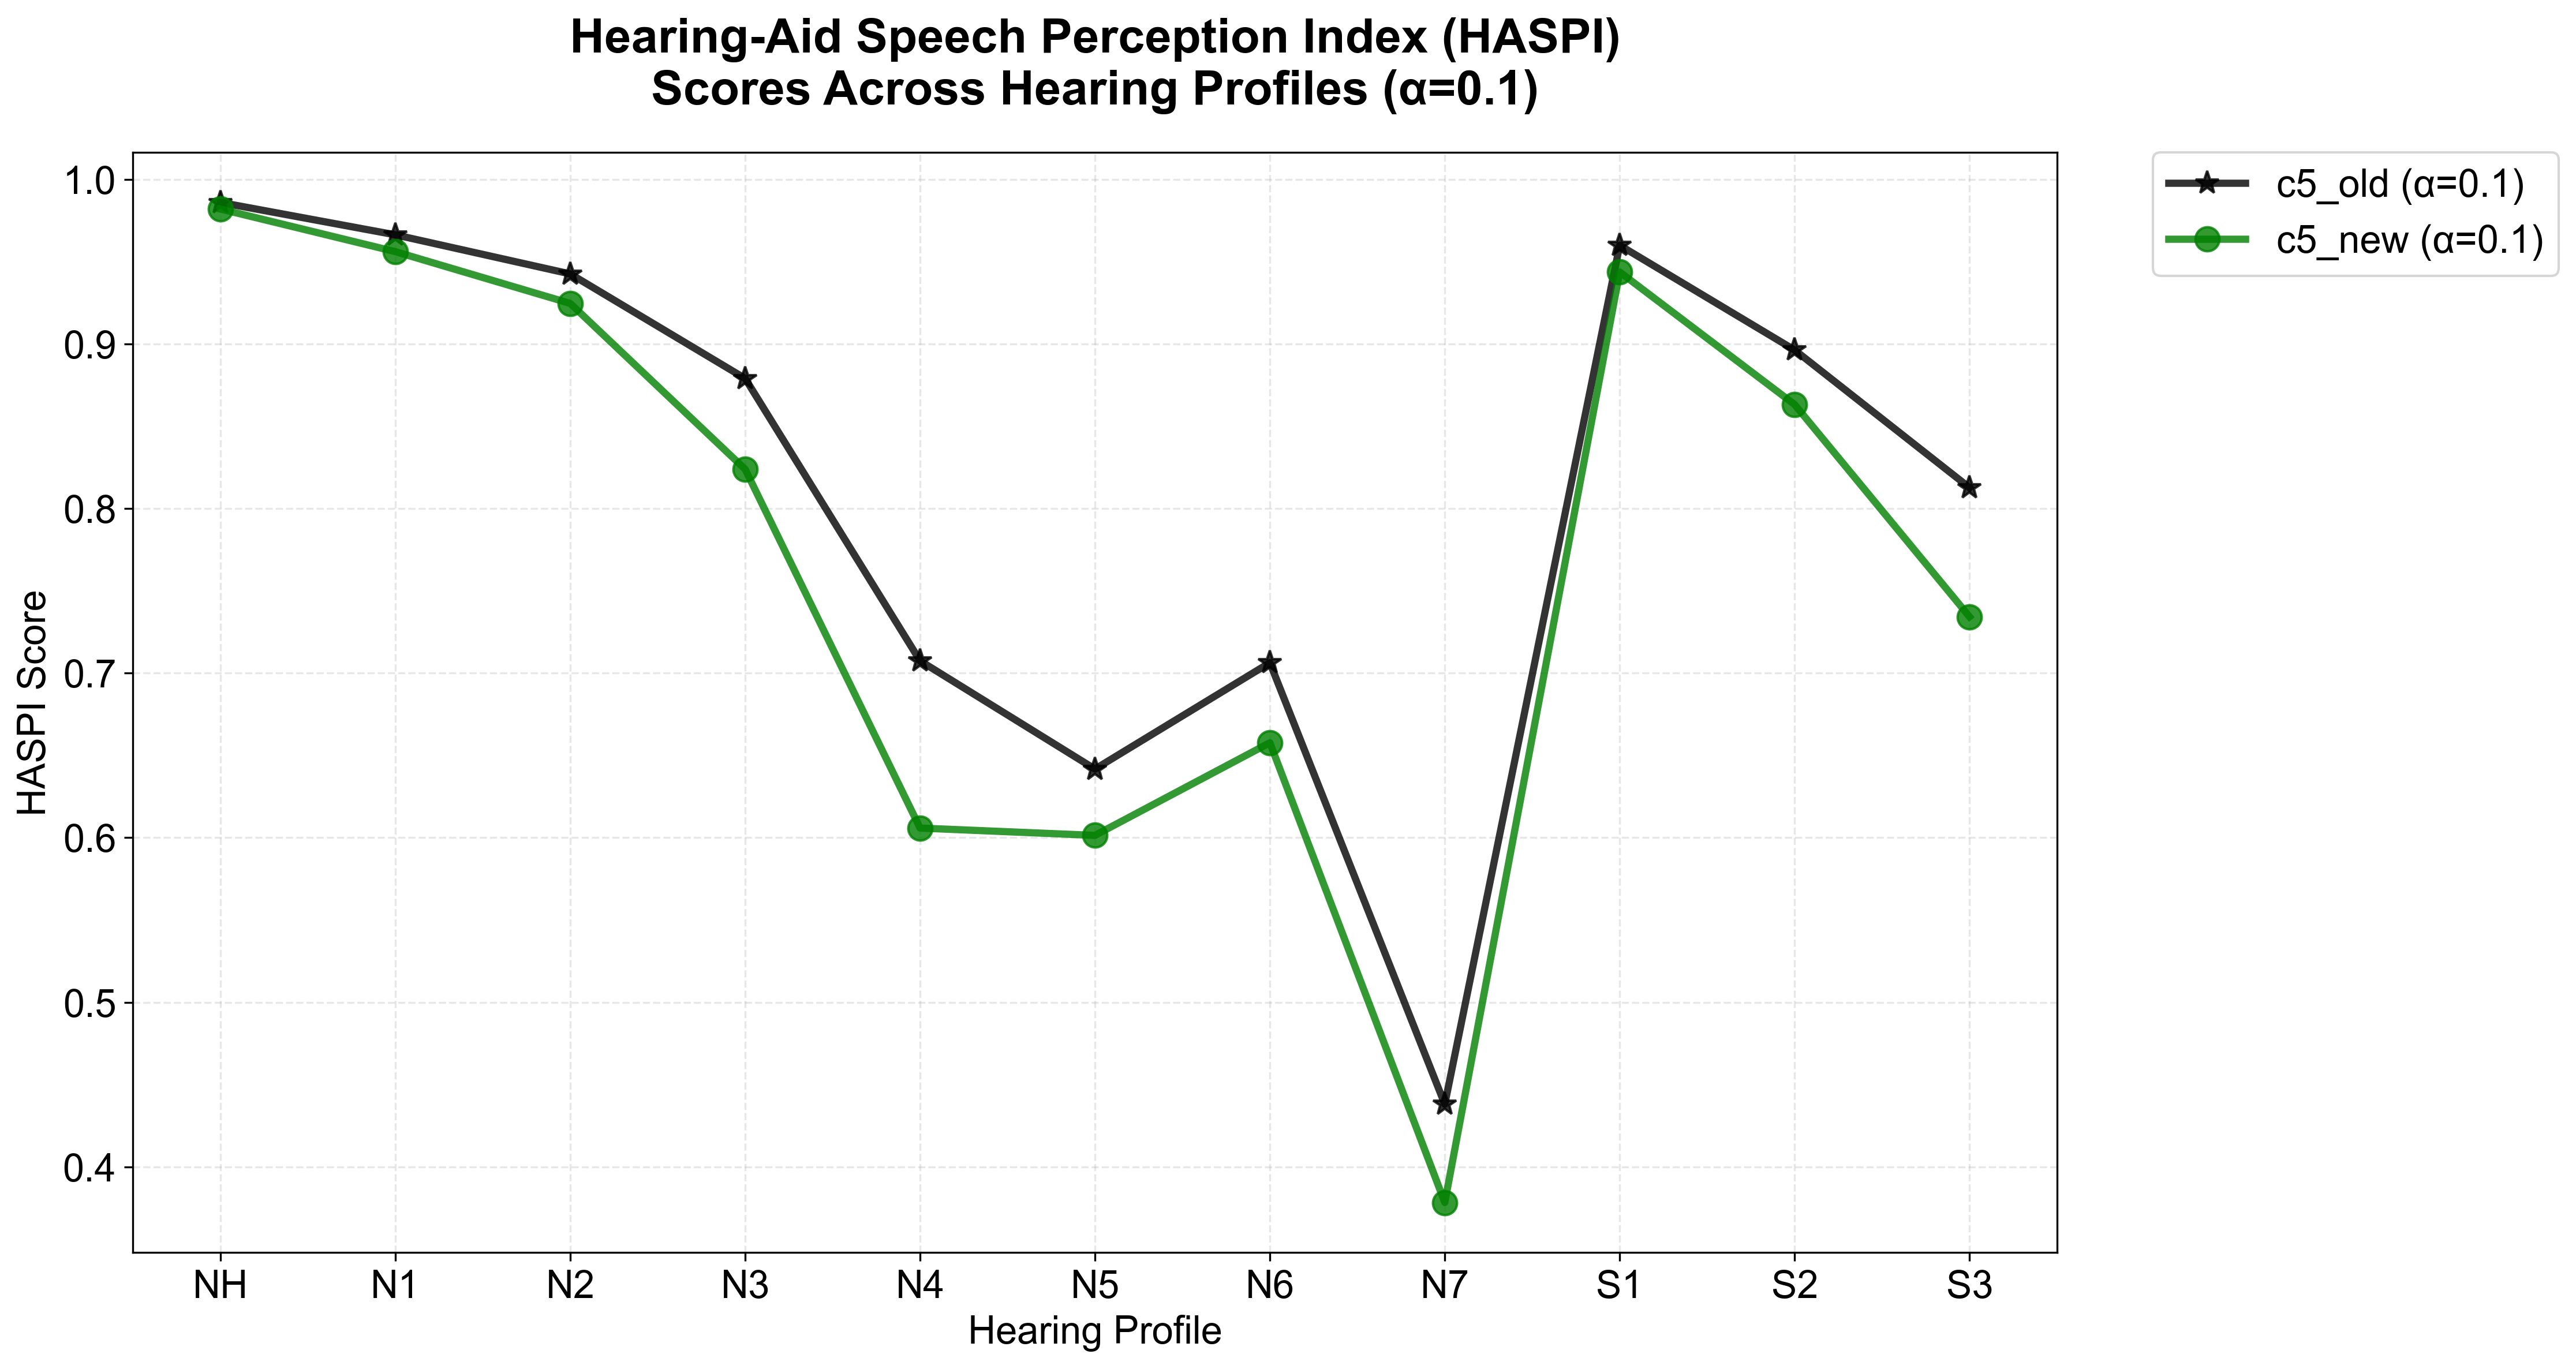 Hearing-Aid Speech Perception Index (HASPI)
Scores Across Hearing Profiles (α=0.1)
c5_old (α=0.1)
c5_new (α=0.1)
HASPI Score
1.0
0.9
0.8
0.7
0.6
0.5
0.4
NH N1 N2 N3 N4 N5 N6 N7 S1 S2 S3
Hearing Profile